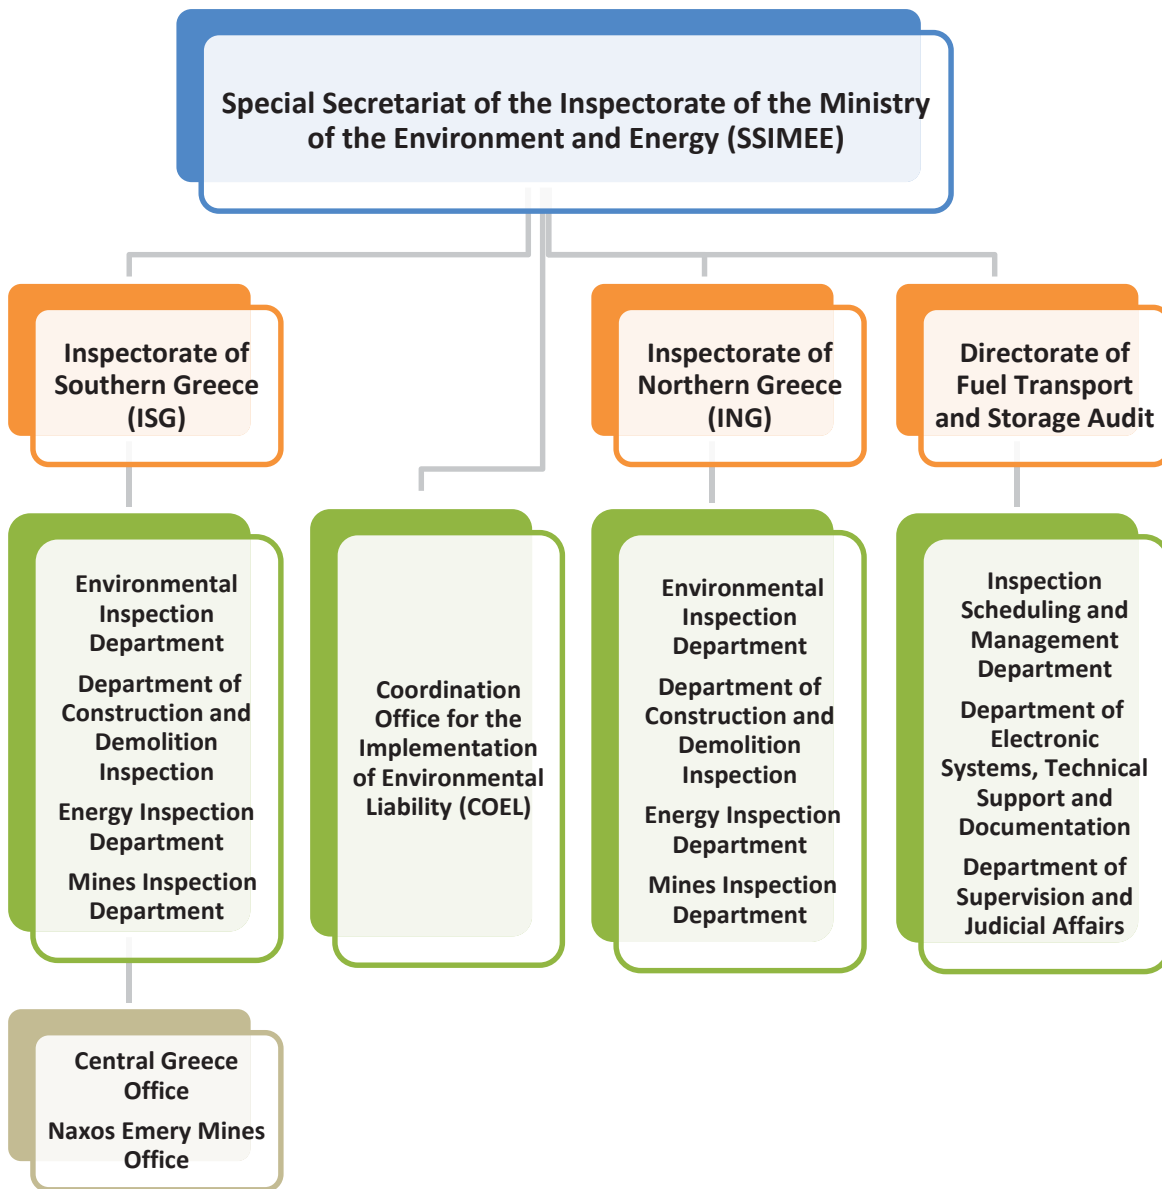 Special Secretariat of the Inspectorate of the Ministry
of the Environment and Energy (SSIMEE)
Inspectorate of
Southern Greece
(ISG)
Inspectorate of
Northern Greece
(ING)
Directorate of
Fuel Transport
and Storage Audit
Environmental
Inspection
Department
Department of
Construction and
Demolition
Inspection
Energy Inspection
Department
Mines Inspection
Department
Coordination
Office for the
Implementation
of Environmental
Liability (COEL)
Environmental
Inspection
Department
Department of
Construction and
Demolition
Inspection
Energy Inspection
Department
Mines Inspection
Department
Inspection
Scheduling and
Management
Department
Department of
Electronic
Systems, Technical
Support and
Documentation
Department of
Supervision and
Judicial Affairs
Central Greece
Office
Naxos Emery Mines
Office